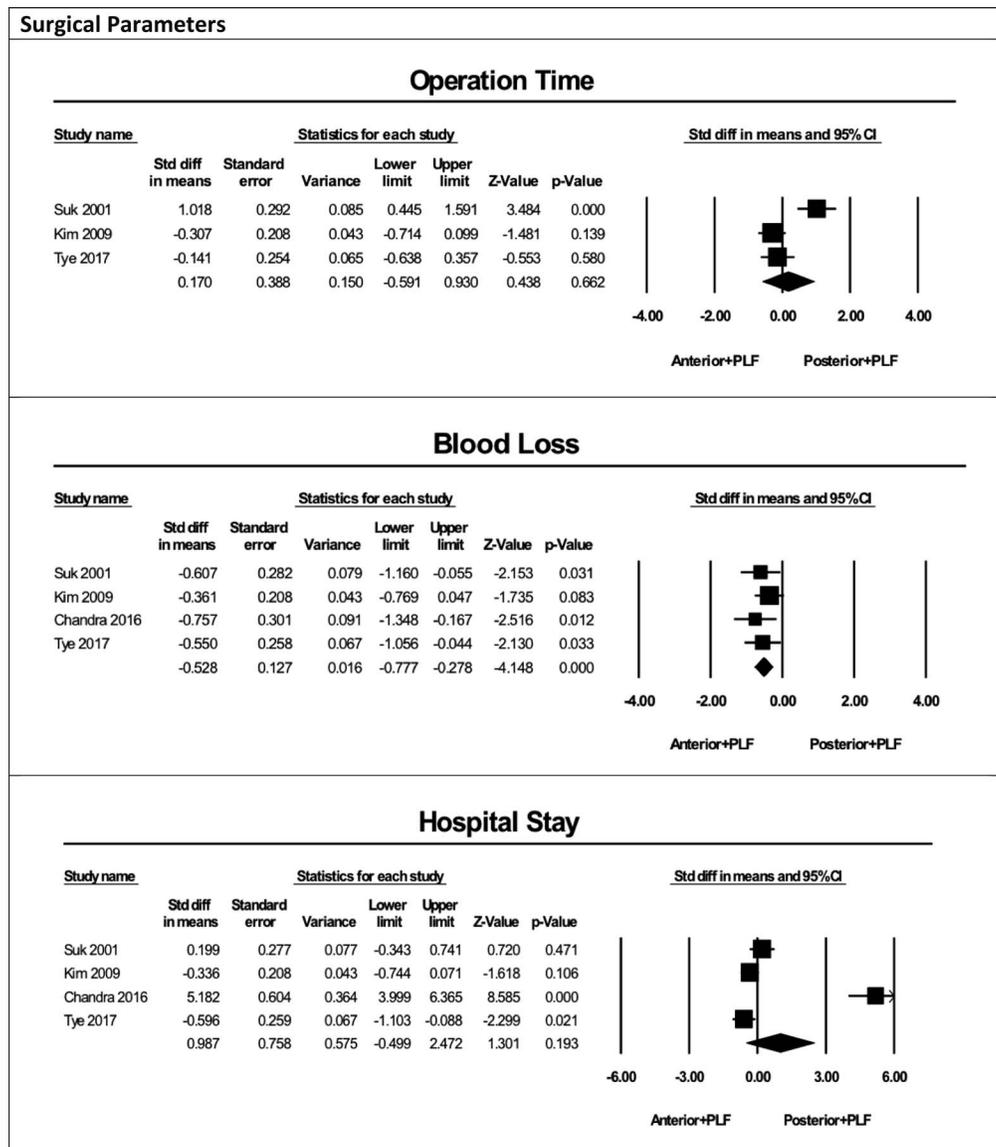 Surgical Parameters
Operation Time
Study name Statistics for each study Std diff in means and 95% CI
Std diff Standard Lower Upper
in means error Variance limit limit Z-Value p-Value
Suk 2001 1.018 0.292 0.085 0.445 1.591 3.484 0.000
Kim 2009 -0.307 0.208 0.043 -0.714 0.099 -1.481 0.139
Tye 2017 -0.141 0.254 0.065 -0.638 0.357 -0.553 0.580
0.170 0.388 0.150 -0.591 0.930 0.438 0.662
-4.00 -2.00 0.00 2.00 4.00
Anterior+PLF Posterior+PLF
Blood Loss
Study name Statistics for each study Std diff in means and 95% CI
Std diff Standard Lower Upper
in means error Variance limit limit Z-Value p-Value
Suk 2001 -0.607 0.282 0.079 -1.160 -0.055 -2.153 0.031
Kim 2009 -0.361 0.208 0.043 -0.769 0.047 -1.735 0.083
Chandra 2016 -0.757 0.301 0.091 -1.348 -0.167 -2.516 0.012
Tye 2017 -0.550 0.258 0.067 -1.056 -0.044 -2.130 0.033
-0.528 0.127 0.016 -0.777 -0.278 -4.148 0.000
-4.00 -2.00 0.00 2.00 4.00
Anterior+PLF Posterior+PLF
Hospital Stay
Study name Statistics for each study Std diff in means and 95% CI
Std diff Standard Lower Upper
in means error Variance limit limit Z-Value p-Value
Suk 2001 0.199 0.277 0.077 -0.343 0.741 0.720 0.471
Kim 2009 -0.336 0.208 0.043 -0.744 0.071 -1.618 0.106
Chandra 2016 5.182 0.604 0.364 3.999 6.365 8.585 0.000
Tye 2017 -0.596 0.259 0.067 -1.103 -0.088 -2.299 0.021
0.987 0.758 0.575 -0.499 2.472 1.301 0.193
-6.00 -3.00 0.00 3.00 6.00
Anterior+PLF Posterior+PLF